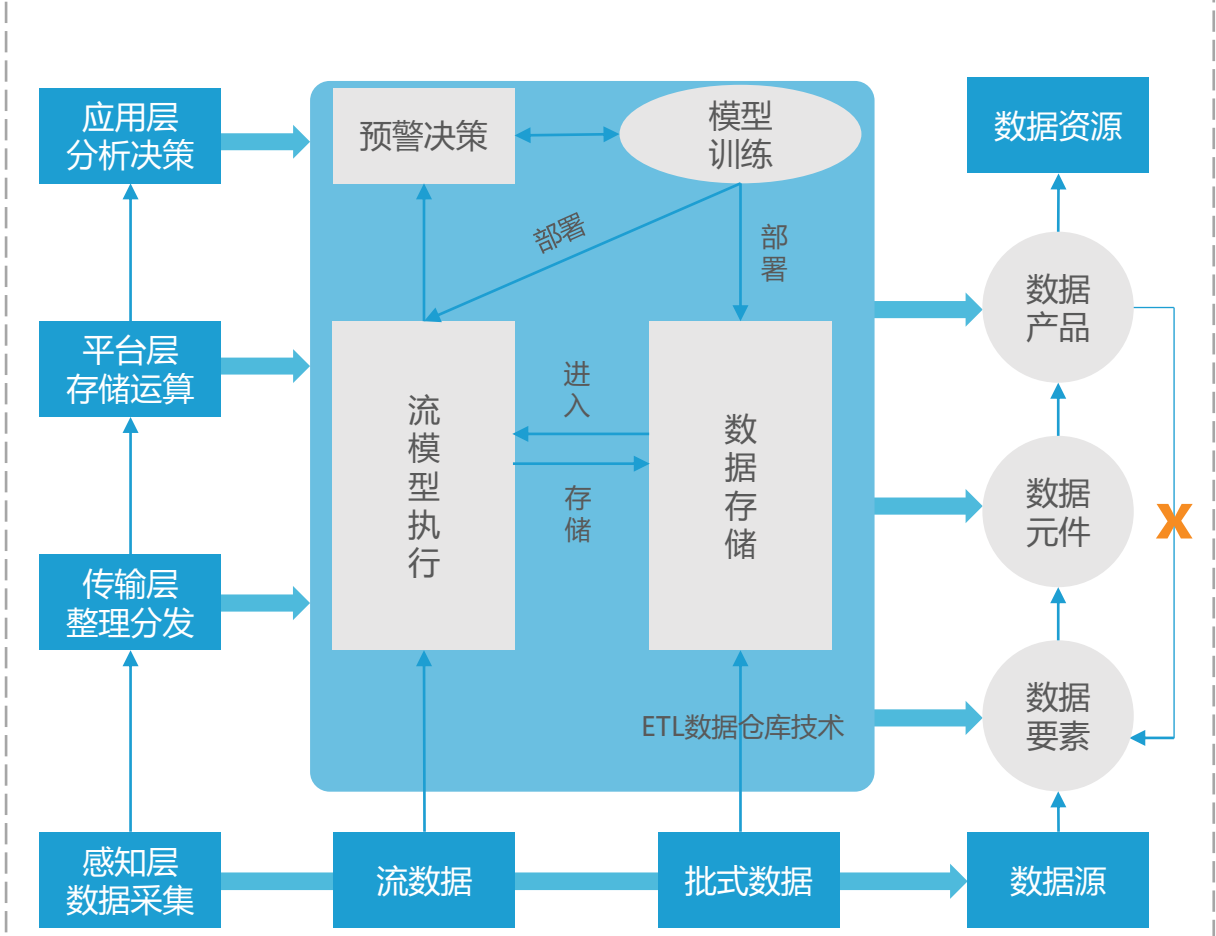 应用层
分析决策
预警决策
模型
训练
数据资源
部署
部
署
数据
产品
平台层
存储运算
进
入
流
模
型
执
行
数
据
存
储
存
储
数据
元件
X
传输层
整理分发
数据
要素
ETL数据仓库技术
感知层
数据采集
流数据
批式数据
数据源